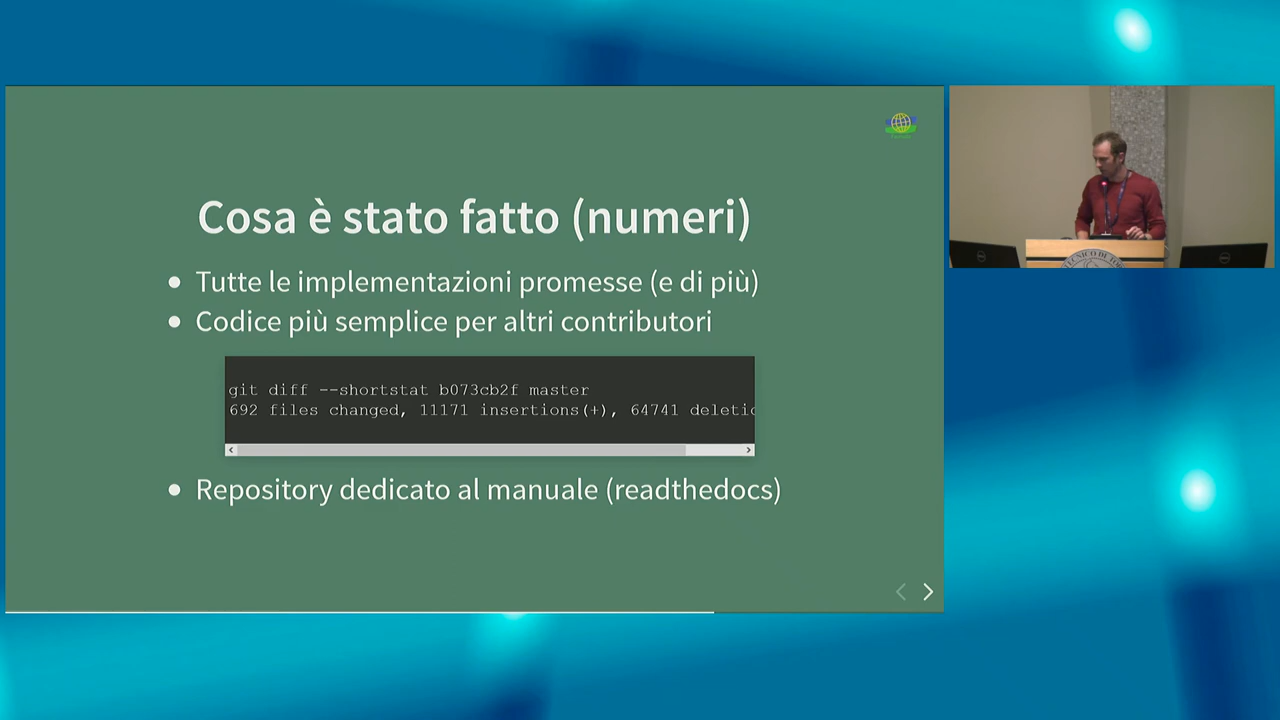 Cosa è stato fatto (numeri)
Tutte le implementazioni promesse (e di più)
Codice più semplice per altri contributori
git diff --shortstat b073cb2f master
692 files changed, 11171 insertions(+), 64741 deletic
Repository dedicato al manuale (readthedocs)